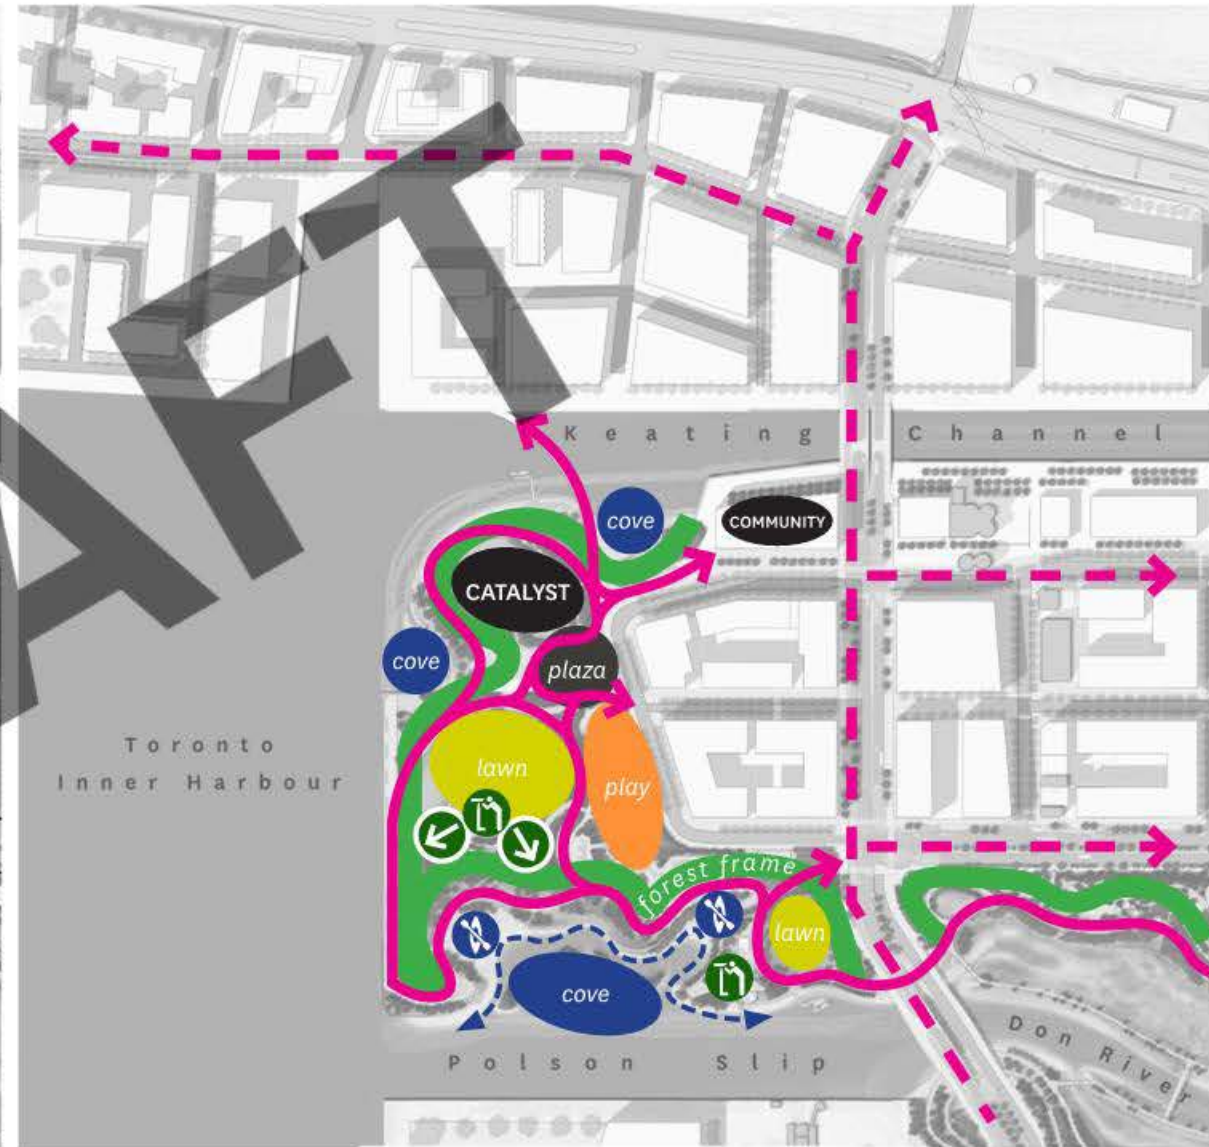 AFT
Keating Channel
cove
COMMUNITY
CATALYST
cove
plaza
Toronto
Inner Harbour
lawn
play
forest frame
lawn
cove
Don River
Polson Slip